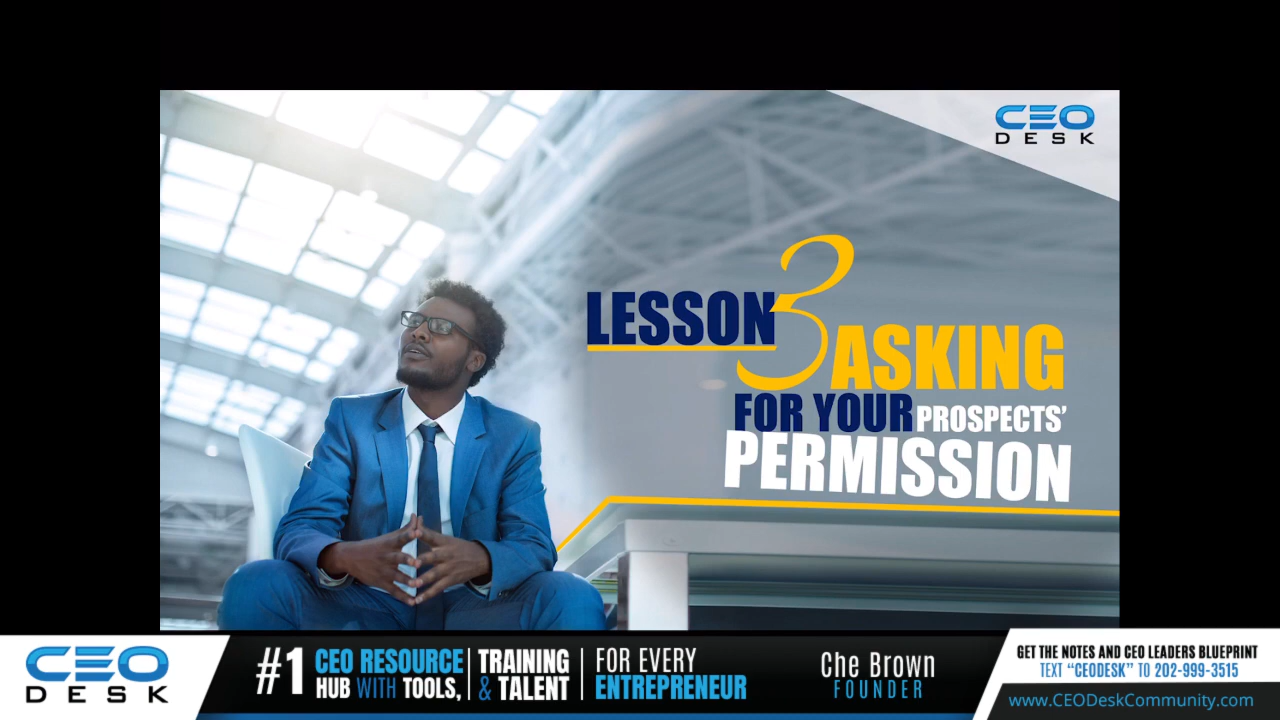 CEO
DESK
LESSON 3 ASKING
FOR YOUR PROSPECTS'
PERMISSION
CEO
DESK
#1 CEO RESOURCE
HUB WITH TOOLS,
TRAINING
& TALENT
FOR EVERY
ENTREPRENEUR
Che Brown
FOUNDER
GET THE NOTES AND CEO LEADERS BLUEPRINT
TEXT “CEODESK” TO 202-999-3515
www.CEODeskCommunity.com